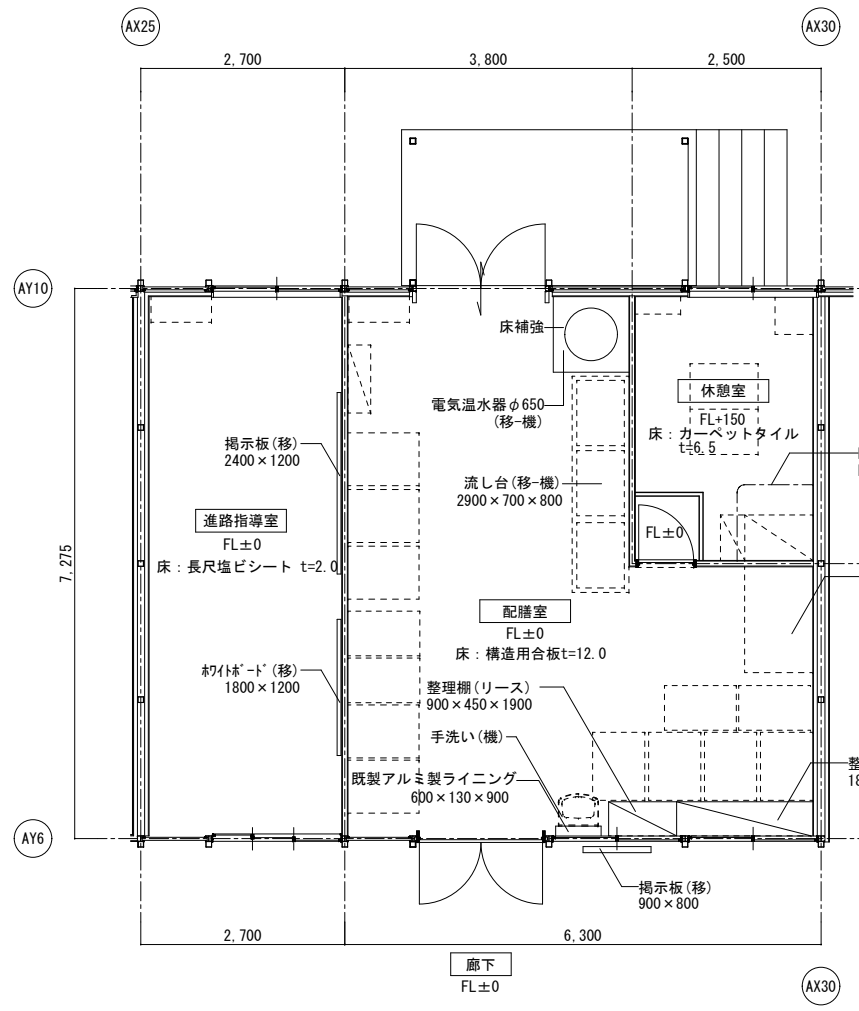 AX25
AX30
2,700
3,800
2,500
AY10
床補強
電気温水器φ650
(移-機)
休憩室
FL+150
床：カーペットタイル
t=6.5
掲示板(移)
2400×1200
流し台(移-機)
2900×700×800
進路指導室
FL±0
床：長尺塩ビシート t=2.0
FL±0
7,275
配膳室
FL±0
床：構造用合板t=12.0
ﾎﾜｲﾄﾎﾞｰﾄﾞ(移)
1800×1200
整理棚(リース)
900×450×1900
手洗い(機)
既製アルミ製ライニング
600×130×900
整
18
AY6
掲示板(移)
900×800
2,700
6,300
廊下
FL±0
AX30